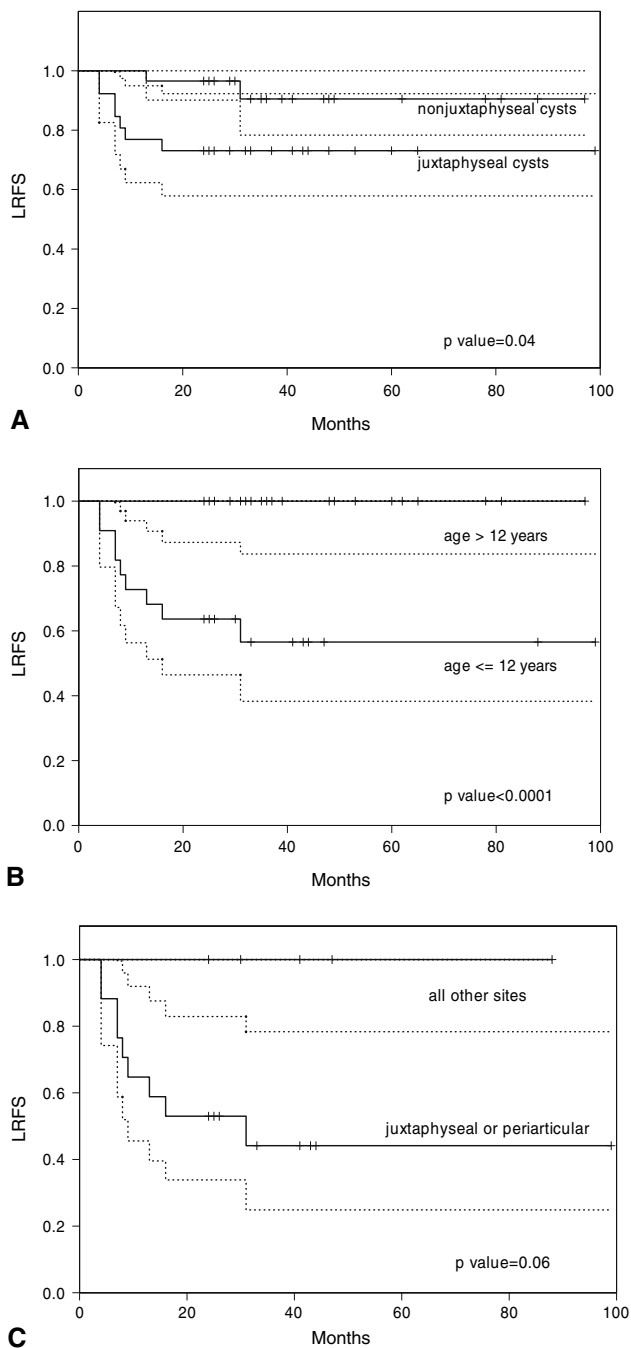 1.0
nonjuxtaphyseal cysts
0.8
juxtaphyseal cysts
LRFS
0.6
0.4
0.2
p value=0.04
0.0
0 20 40 60 80 100
A
Months
1.0
age > 12 years
0.8
LRFS
0.6
age <= 12 years
0.4
0.2
p value<0.0001
0.0
0 20 40 60 80 100
B
Months
1.0
all other sites
0.8
LRFS
0.6
juxtaphyseal or periarticular
0.4
0.2
p value=0.06
0.0
0 20 40 60 80 100
C
Months